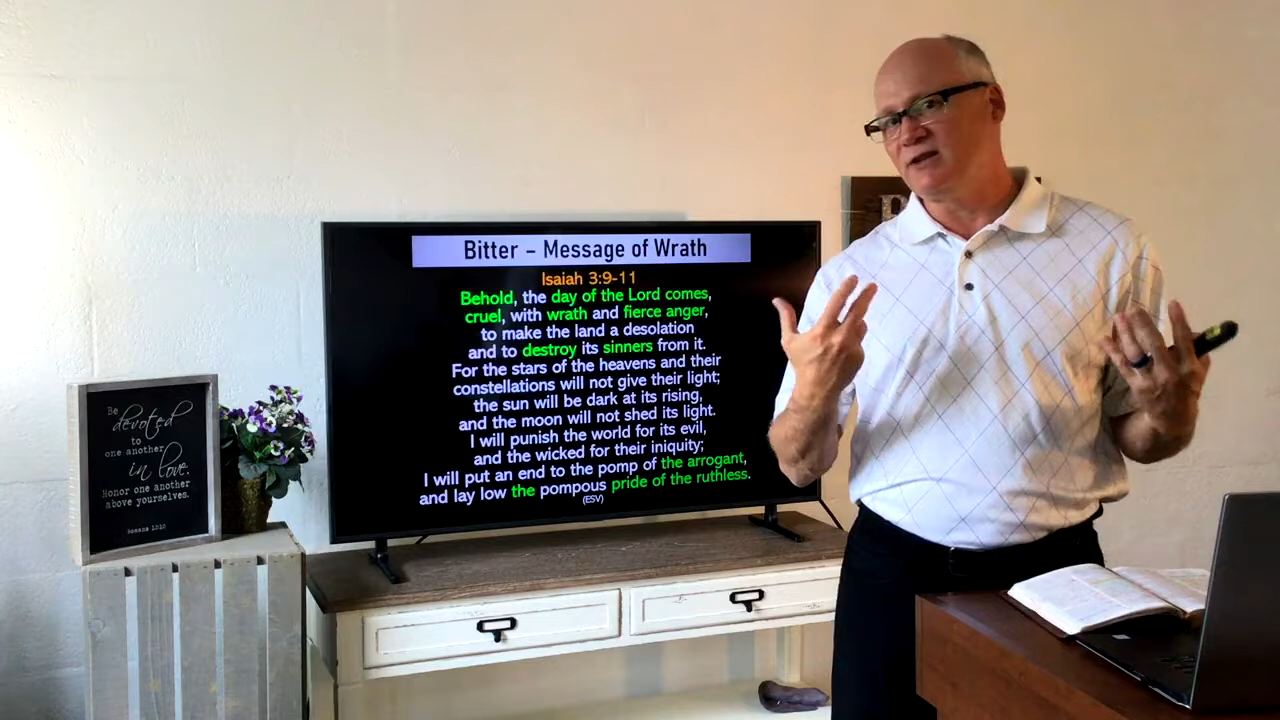 Bitter – Message of Wrath
Isaiah 3:9-11
Behold, the day of the Lord comes,
cruel, with wrath and fierce anger,
to make the land a desolation
and to destroy its sinners from it.
For the stars of the heavens and their
constellations will not give their light;
the sun will be dark at its rising,
and the moon will not shed its light.
I will punish the world for its evil,
and the wicked for their iniquity;
I will put an end to the pomp of the arrogant,
and lay low the pompous pride of the ruthless.
(ESV)
Be
devoted
to
one another
in love.
Honor one another
above yourselves.
Romans 12:10